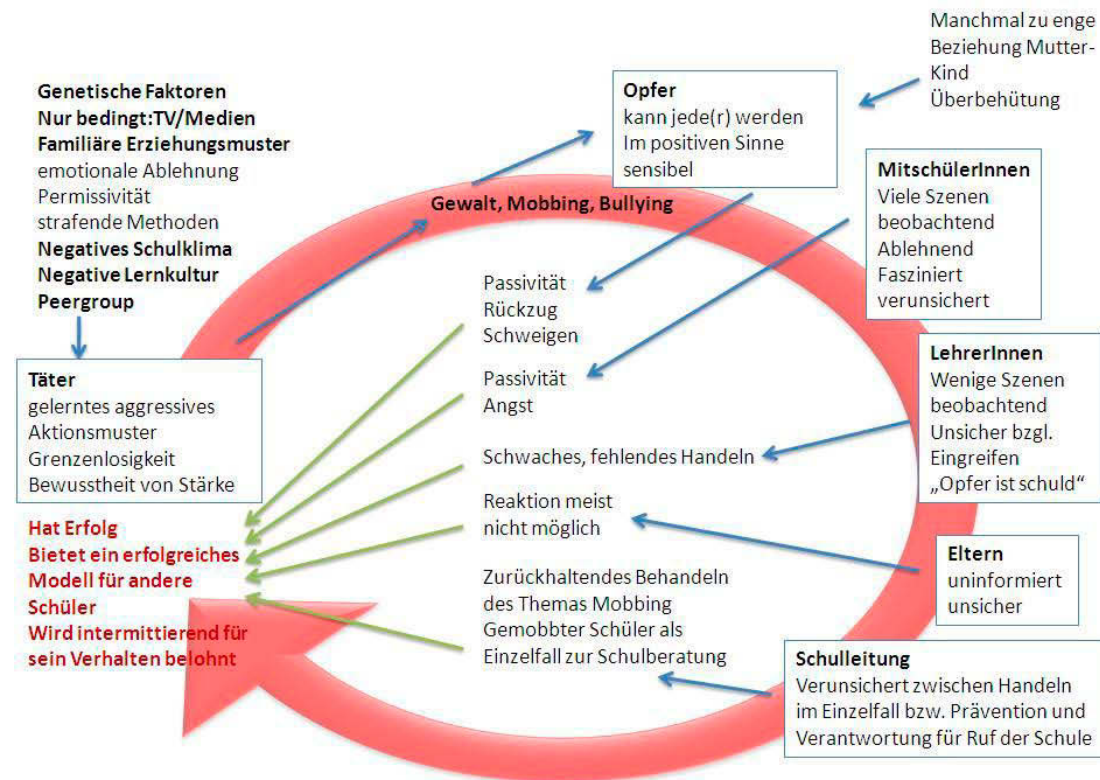 Manchmal zu enge
Beziehung Mutter-
Kind
Überbehütung
Genetische Faktoren
Nur bedingt:TV/Medien
Familiäre Erziehungsmuster
emotionale Ablehnung
Permissivität
strafende Methoden
Negatives Schulklima
Negative Lernkultur
Peergroup
Opfer
kann jede(r) werden
Im positiven Sinne
sensibel
MitschülerInnen
Viele Szenen
beobachtend
Ablehnend
Fasziniert
verunsichert
Gewalt, Mobbing, Bullying
Passivität
Rückzug
Schweigen
Täter
gelerntes aggressives
Aktionsmuster
Grenzenlosigkeit
Bewusstheit von Stärke
Passivität
Angst
LehrerInnen
Wenige Szenen
beobachtend
Unsicher bzgl.
Eingreifen
„Opfer ist schuld“
Schwaches, fehlendes Handeln
Reaktion meist
nicht möglich
Hat Erfolg
Bietet ein erfolgreiches
Modell für andere
Schüler
Wird intermittierend für
sein Verhalten belohnt
Eltern
uninformiert
unsicher
Zurückhaltendes Behandeln
des Themas Mobbing
Gemobbter Schüler als
Einzelfall zur Schulberatung
Schulleitung
Verunsichert zwischen Handeln
im Einzelfall bzw. Prävention und
Verantwortung für Ruf der Schule